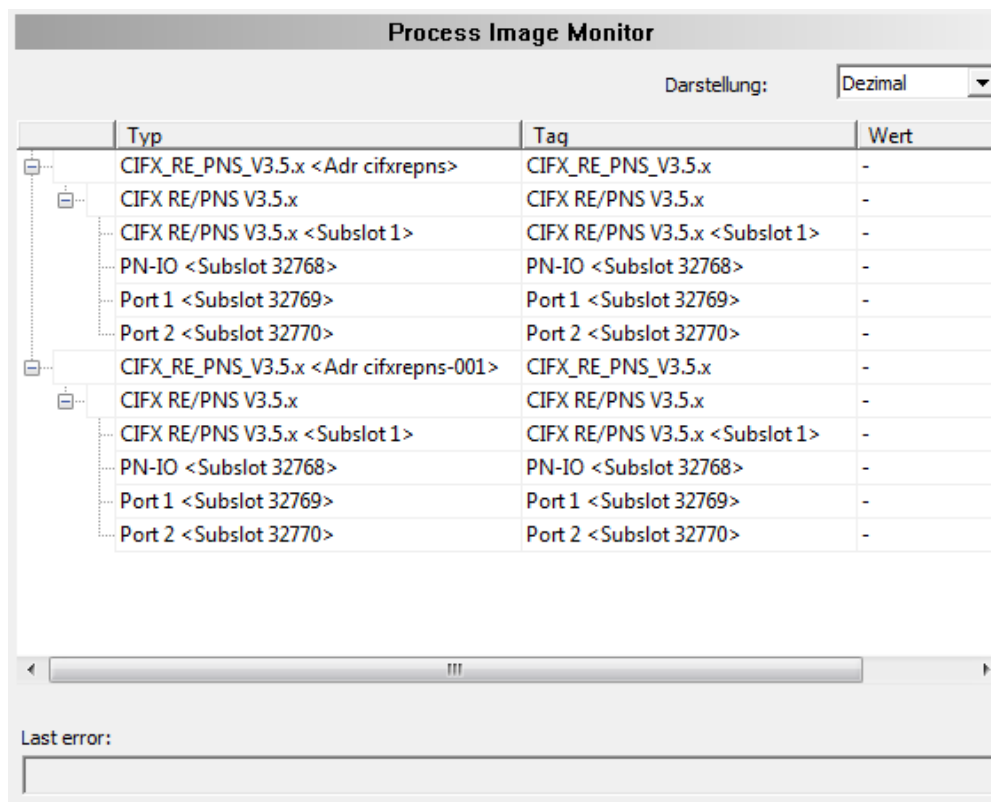 Process Image Monitor
Darstellung: Dezimal
Typ Tag Wert
CIFX_RE_PNS_V3.5.x <Adr cifxrepns> CIFX_RE_PNS_V3.5.x -
CIFX RE/PNS V3.5.x CIFX RE/PNS V3.5.x -
CIFX RE/PNS V3.5.x <Subslot 1> CIFX RE/PNS V3.5.x <Subslot 1> -
PN-IO <Subslot 32768> PN-IO <Subslot 32768> -
Port 1 <Subslot 32769> Port 1 <Subslot 32769> -
Port 2 <Subslot 32770> Port 2 <Subslot 32770> -
CIFX_RE_PNS_V3.5.x <Adr cifxrepns-001> CIFX_RE_PNS_V3.5.x -
CIFX RE/PNS V3.5.x CIFX RE/PNS V3.5.x -
CIFX RE/PNS V3.5.x <Subslot 1> CIFX RE/PNS V3.5.x <Subslot 1> -
PN-IO <Subslot 32768> PN-IO <Subslot 32768> -
Port 1 <Subslot 32769> Port 1 <Subslot 32769> -
Port 2 <Subslot 32770> Port 2 <Subslot 32770> -
Last error: